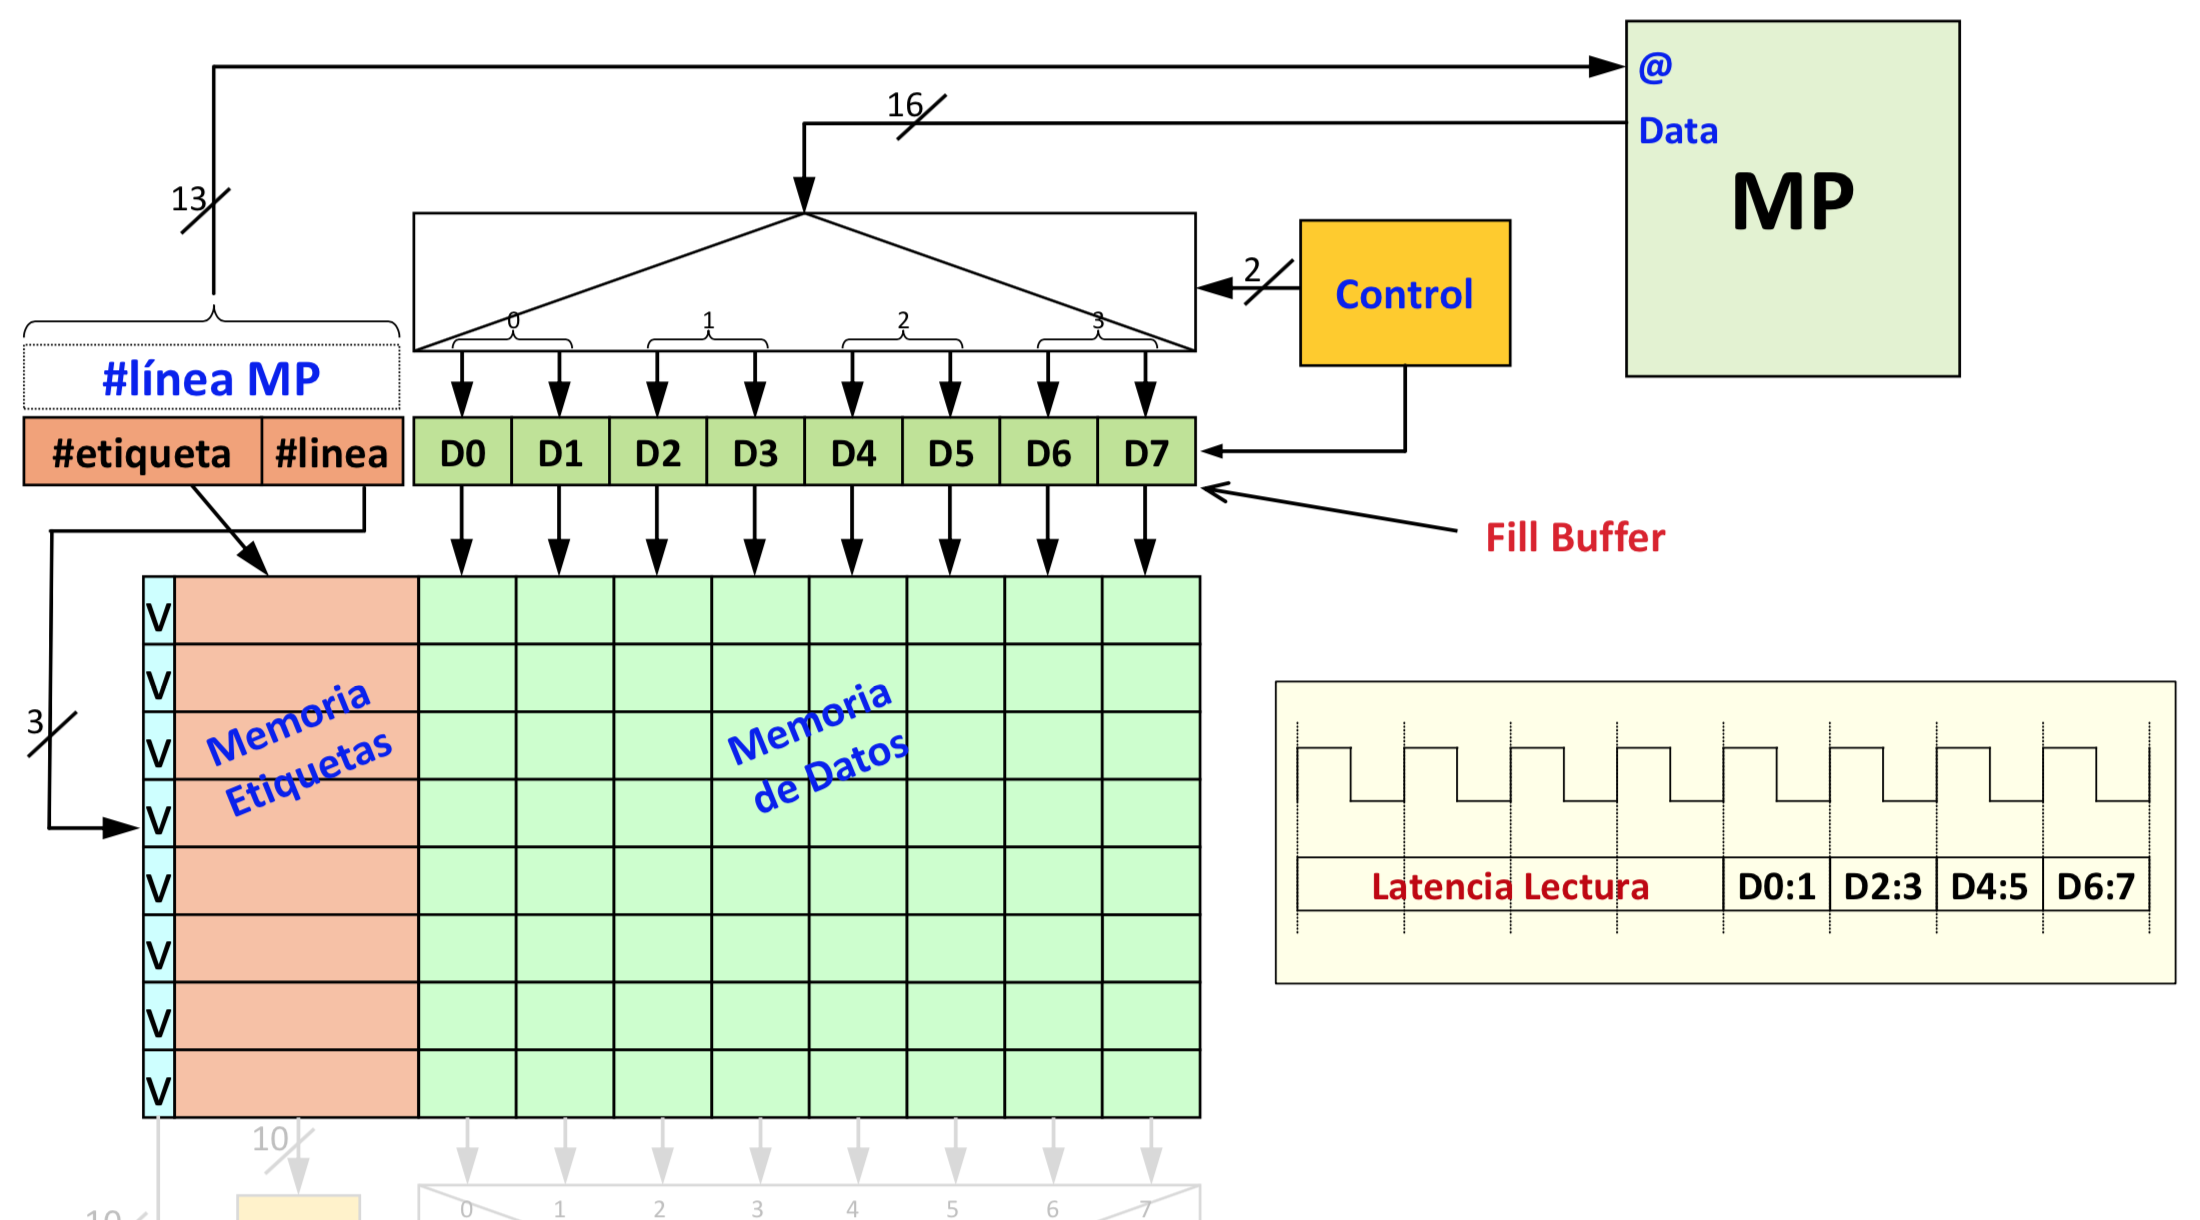 @
16
Data
MP
13
2
Control
0 1 2 3
#línea MP
#etiqueta #linea D0 D1 D2 D3 D4 D5 D6 D7
Fill Buffer
V
V
V
V
V
V
V
V
3
Memoria
Etiquetas
Memoria
de Datos
Latencia Lectura D0:1 D2:3 D4:5 D6:7
10
0 1 2 3 4 5 6 7
10